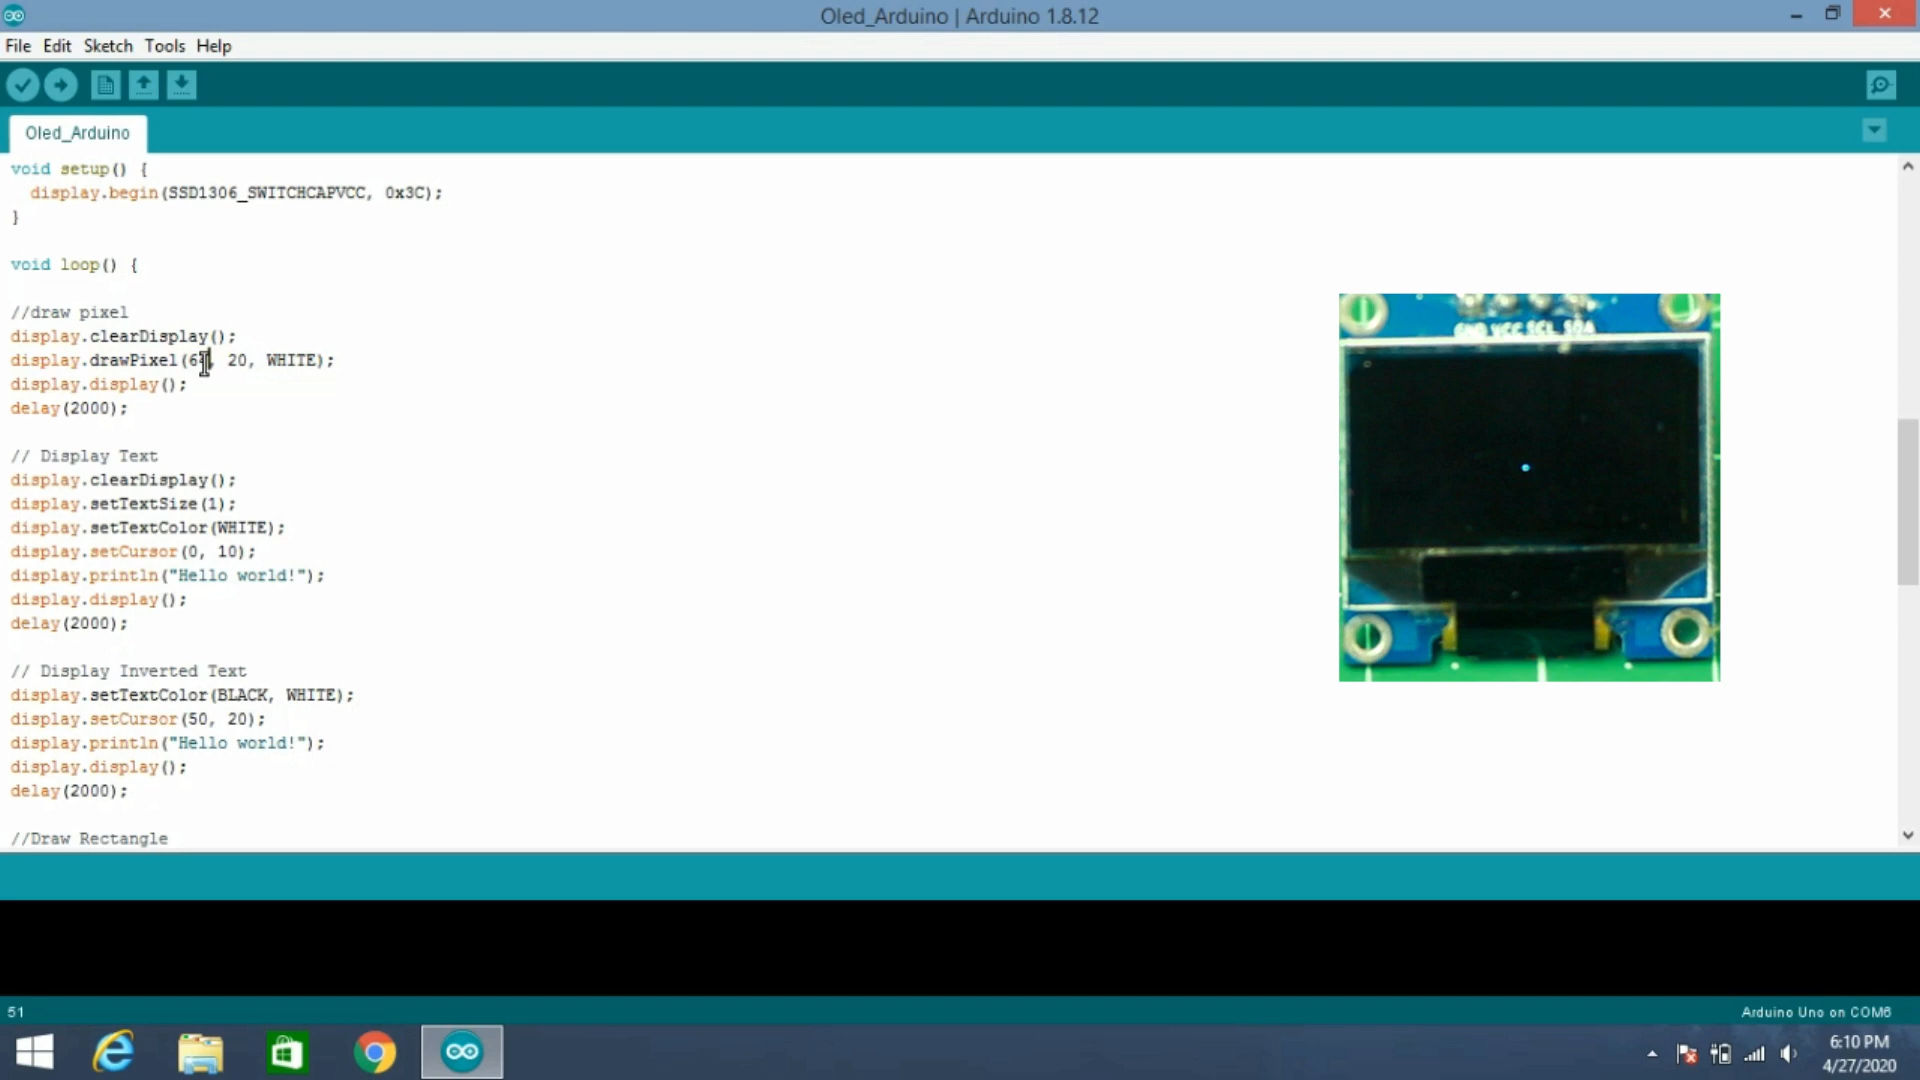 Oled_Arduino | Arduino 1.8.12
File Edit Sketch Tools Help
Oled_Arduino
void setup() {
display.begin(SSD1306_SWITCHCAPVCC, 0x3C);
}
void loop() {
//draw pixel
display.clearDisplay();
display.drawPixel( , 20, WHITE);
display.display();
delay(2000);
// Display Text
display.clearDisplay();
display.setTextSize(1);
display.setTextColor(WHITE);
display.setCursor(0, 10);
display.println("Hello world!");
display.display();
delay(2000);
// Display Inverted Text
display.setTextColor(BLACK, WHITE);
display.setCursor(50, 20);
display.println("Hello world!");
display.display();
delay(2000);
//Draw Rectangle
GND VCC SCL SDA
51
Arduino Uno on COM6
6:10 PM
4/27/2020